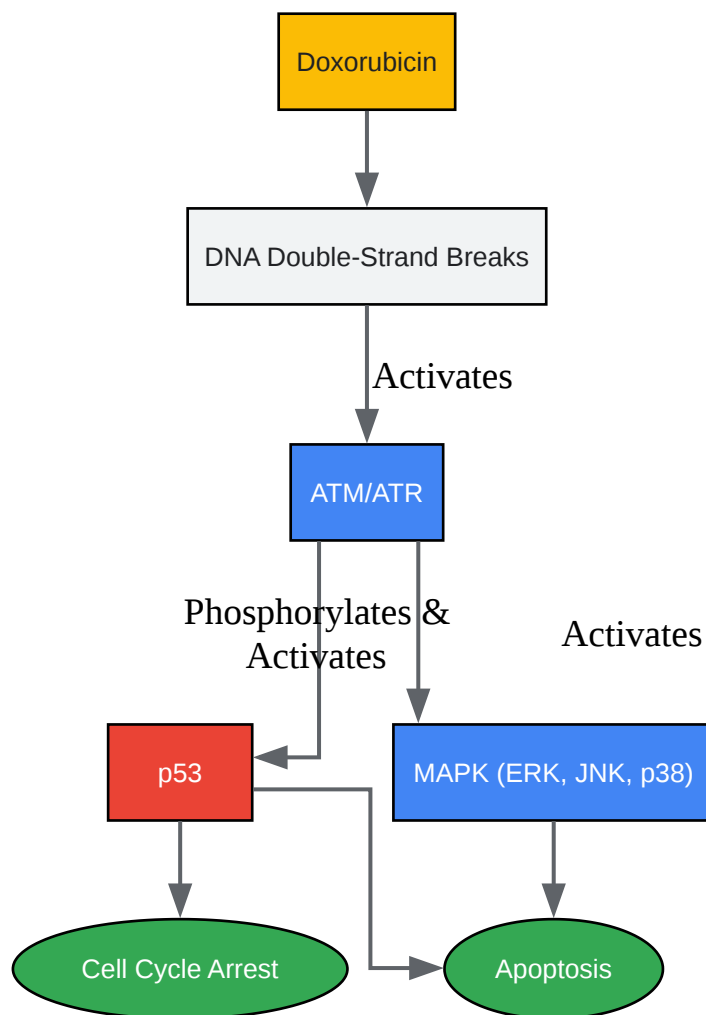 Doxorubicin
DNA Double-Strand Breaks
Activates
ATM/ATR
Phosphorylates &
Activates
Activates
p53
MAPK (ERK, JNK, p38)
Cell Cycle Arrest
Apoptosis